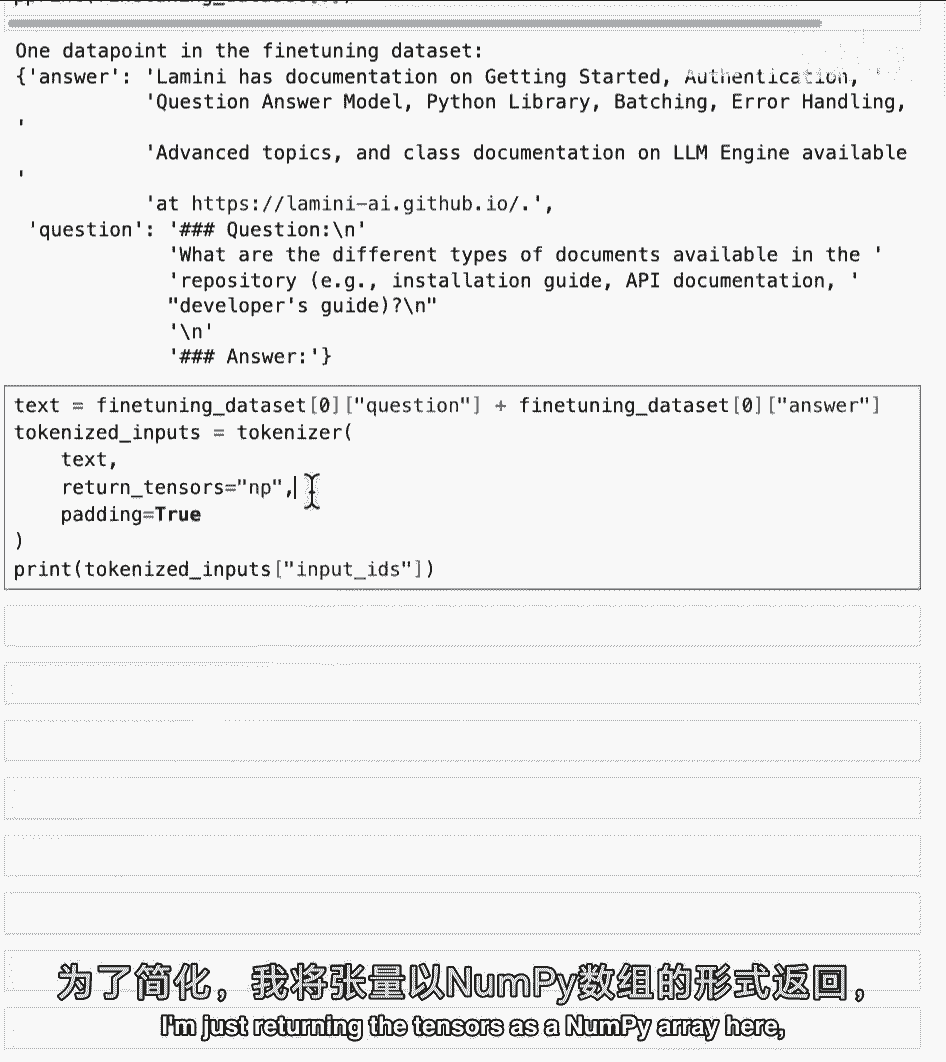 One datapoint in the finetuning dataset:
{'answer': 'Lamini has documentation on Getting Started, Authentication, '
'Question Answer Model, Python Library, Batching, Error Handling,
'
'Advanced topics, and class documentation on LLM Engine available
'
'at https://lamini-ai.github.io/.',
'question': '### Question:\n'
'What are the different types of documents available in the '
'repository (e.g., installation guide, API documentation, '
"developer's guide)?\n"
'\n'
'### Answer:'}
text = finetuning_dataset[0]["question"] + finetuning_dataset[0]["answer"]
tokenized_inputs = tokenizer(
text,
return_tensors="np",
padding=True
)
print(tokenized_inputs["input_ids"])
为了简化，我将张量以NumPy数组的形式返回，
I'm just returning the tensors as a NumPy array here,